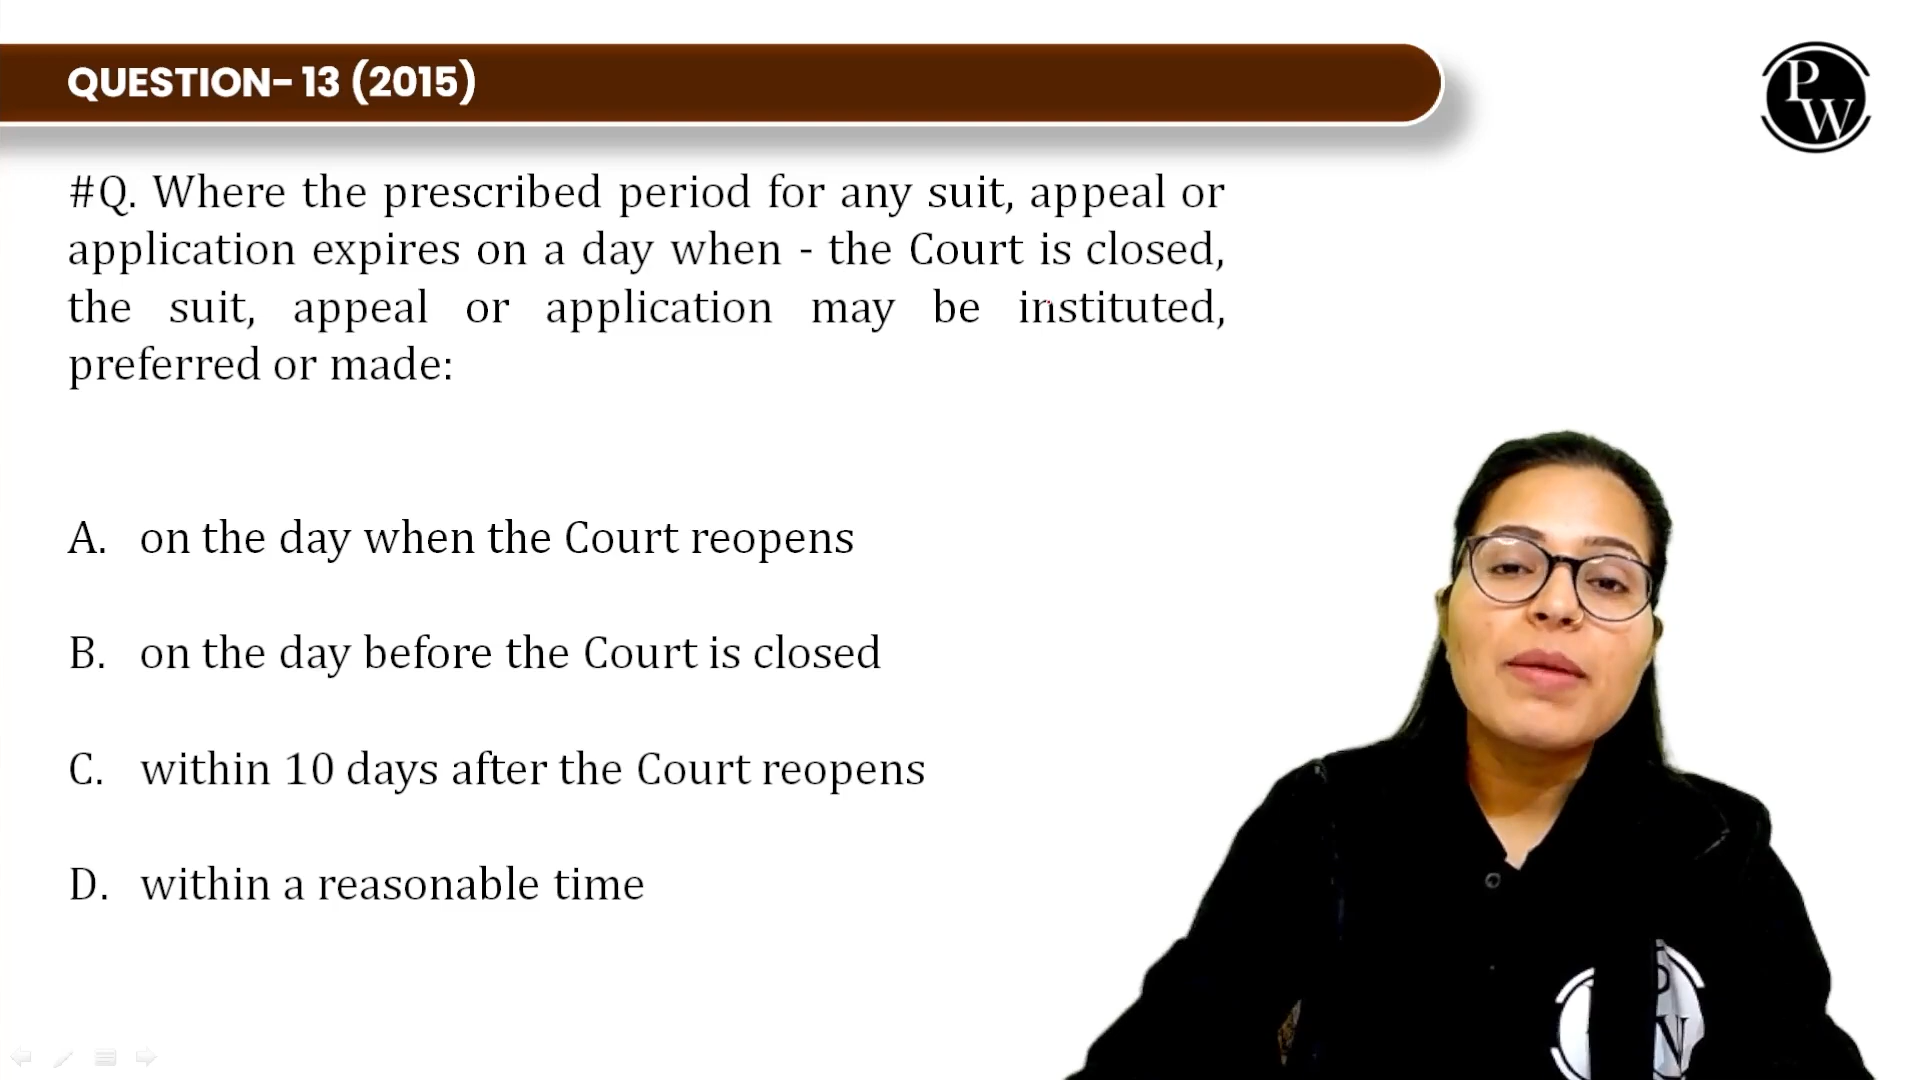 QUESTION- 13 (2015)
PW
#Q. Where the prescribed period for any suit, appeal or
application expires on a day when - the Court is closed,
the suit, appeal or application may be instituted,
preferred or made:
A. on the day when the Court reopens
B. on the day before the Court is closed
C. within 10 days after the Court reopens
D. within a reasonable time